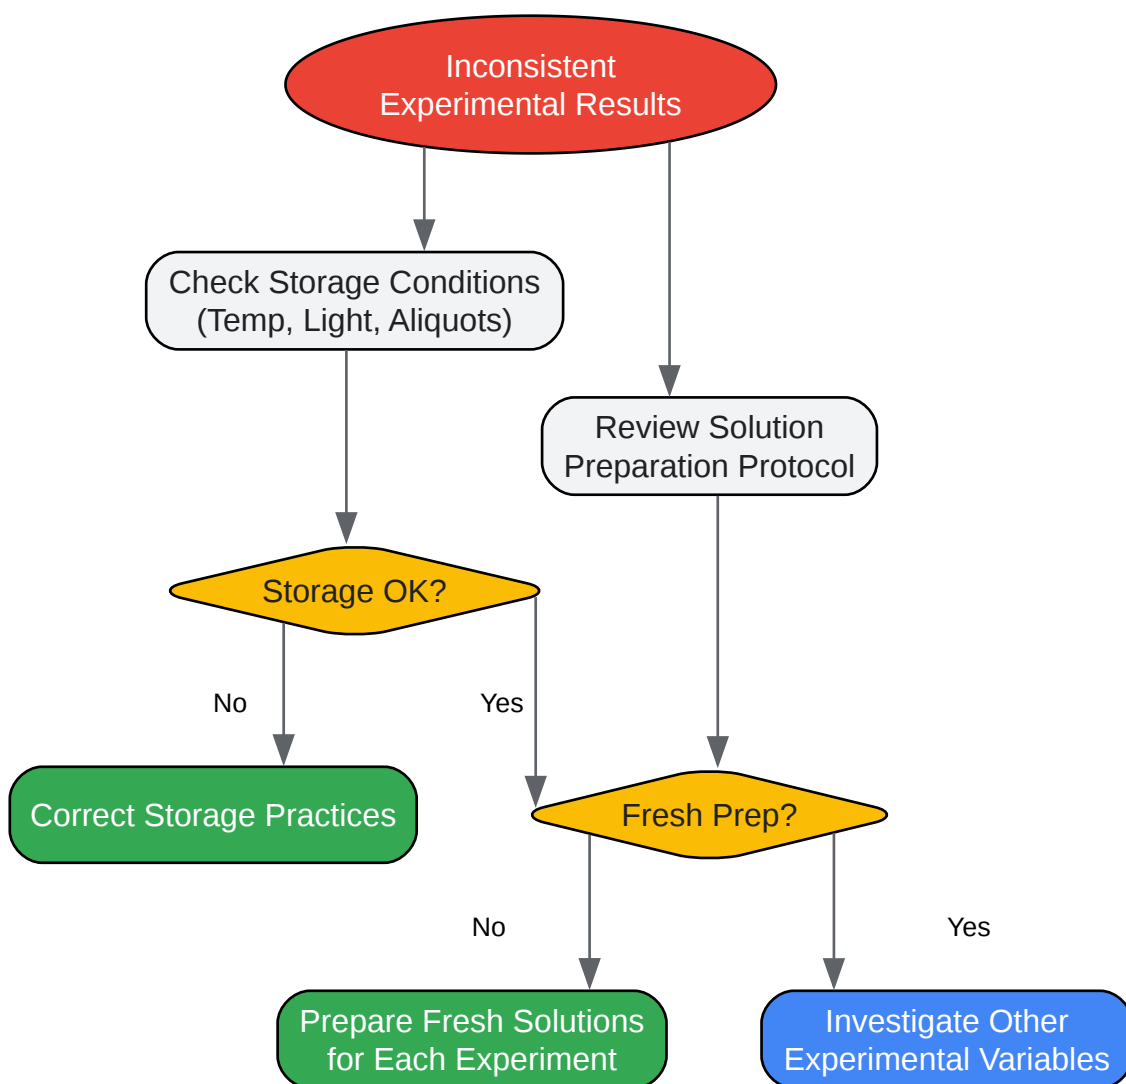 Inconsistent
Experimental Results
Check Storage Conditions
(Temp, Light, Aliquots)
Review Solution
Preparation Protocol
Storage OK?
No
Yes
Correct Storage Practices
Fresh Prep?
No
Yes
Prepare Fresh Solutions
for Each Experiment
Investigate Other
Experimental Variables